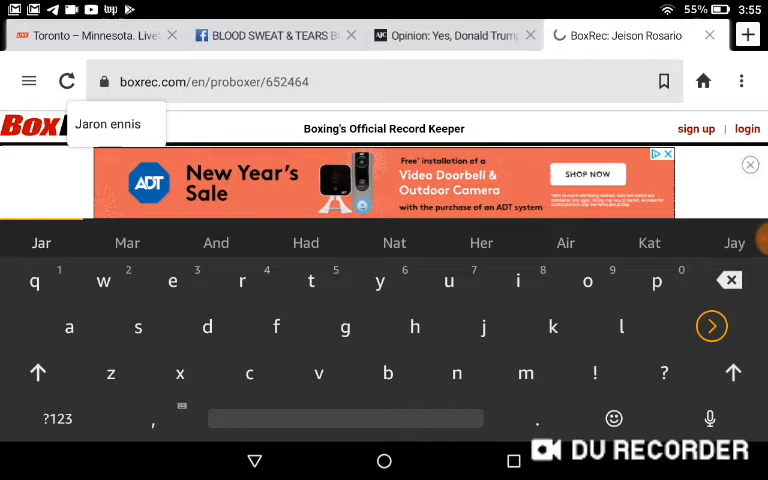 top 55% 3:55
Toronto – Minnesota. Live BLOOD SWEAT & TEARS B AJC Opinion: Yes, Donald Trump BoxRec: Jeison Rosario
boxrec.com/en/proboxer/652464
Jaron ennis
Box Boxing's Official Record Keeper sign up | login
ADT New Year's Sale
Free* installation of a
Video Doorbell &
Outdoor Camera
with the purchase of an ADT system
SHOP NOW
Jar Mar And Had Nat Her Air Kat Jay
q 1 w 2 e 3 r 4 t 5 y 6 u 7 i 8 o 9 p 0
a s d f g h j k l
z x c v b n m ! ?
?123 , .
DU RECORDER